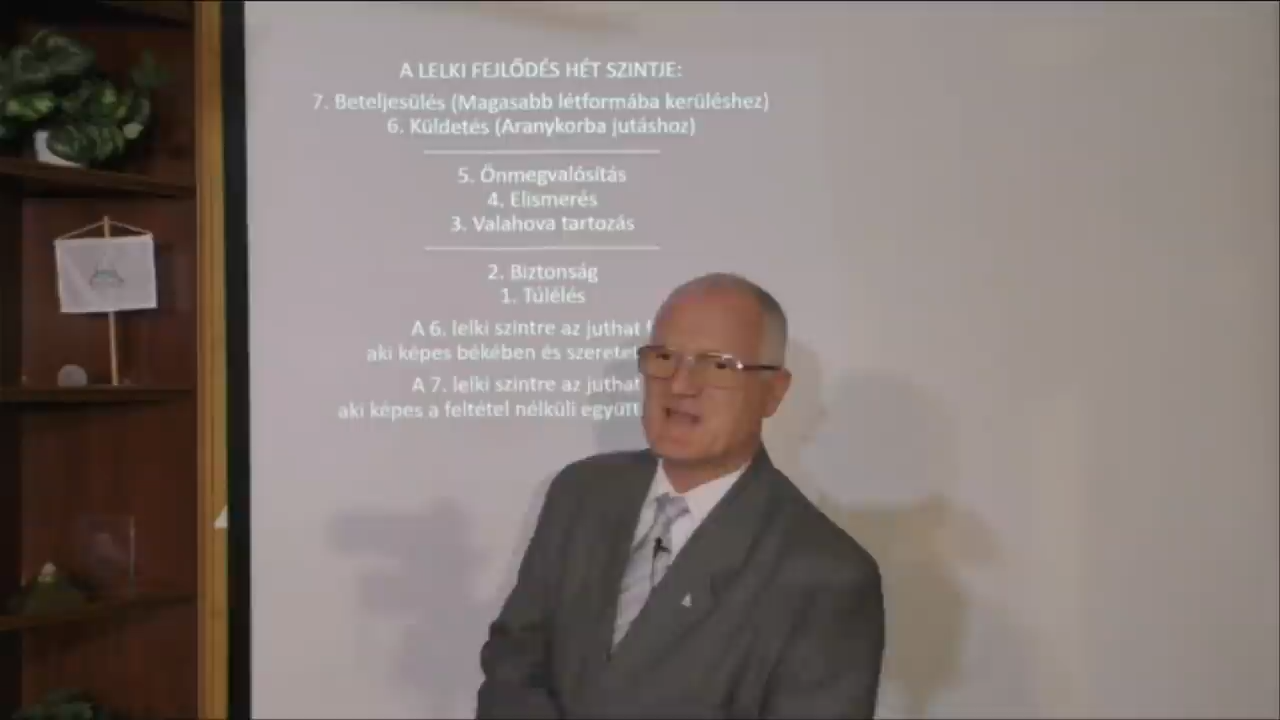 A LELKI FEJLŐDÉS HÉT SZINTJE:
7. Beteljesülés (Magasabb létformába kerüléshez)
6. Küldetés (Aranykorba jutáshoz)
5. Önmegvalósítás
4. Elismerés
3. Valahova tartozás
2. Biztonság
1. Túlélés
A 6. lelki szintre az juthat
aki képes békében és
A 7. lelki szintre az juthat
aki képes a feltétel nélküli